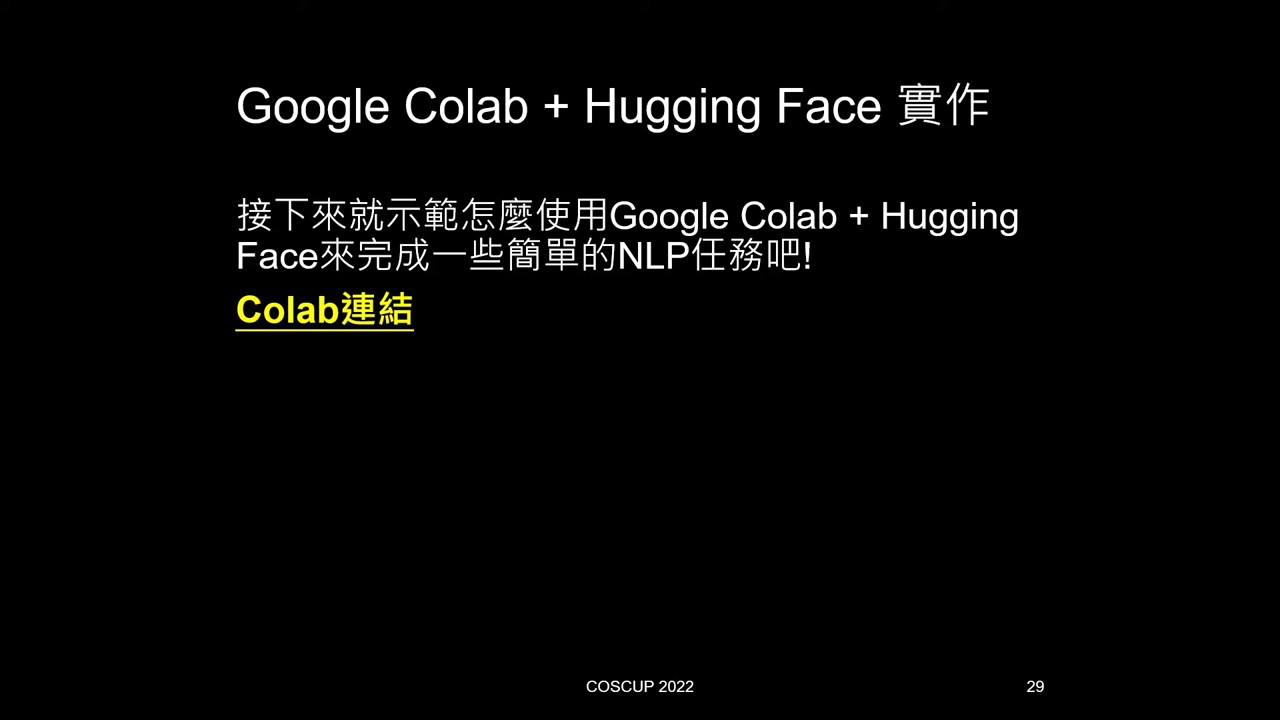 Google Colab + Hugging Face 實作
接下來就示範怎麼使用Google Colab + Hugging
Face來完成一些簡單的NLP任務吧!
Colab連結
COSCUP 2022
29